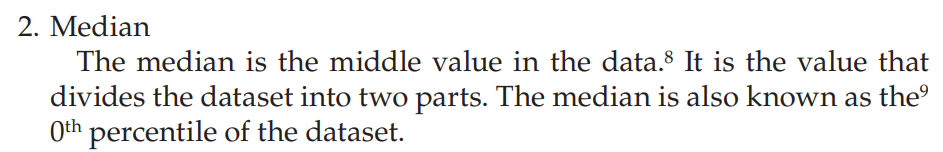 2. Median
The median is the middle value in the data.⁸ It is the value that
divides the dataset into two parts. The median is also known as the⁹
0ᵗʰ percentile of the dataset.